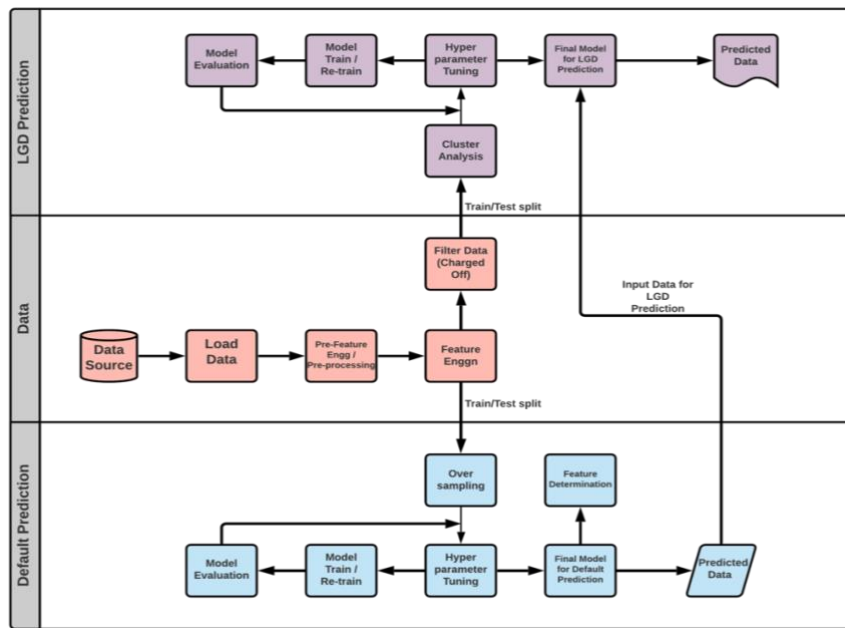 LGD Prediction
Model
Evaluation
Model
Train /
Re-train
Hyper
parameter
Tuning
Final Model
for LGD
Prediction
Predicted
Data
Cluster
Analysis
Train/Test split
Data
Filter Data
(Charged
Off)
Input Data for
LGD
Prediction
Data
Source
Load
Data
Pre-Feature
Engg /
Pre-processing
Feature
Enggn
Train/Test split
Default Prediction
Over
sampling
Feature
Determination
Model
Evaluation
Model
Train /
Re-train
Hyper
parameter
Tuning
Final Model
for Default
Prediction
Predicted
Data